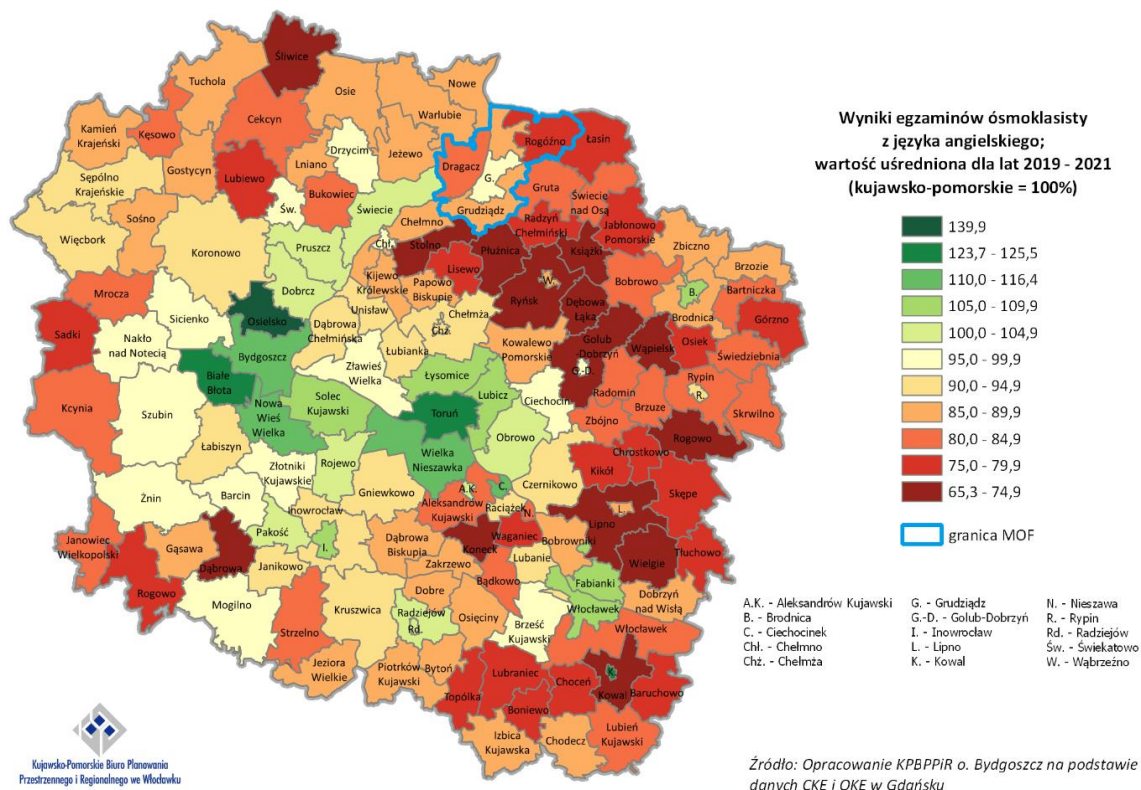 Wyniki egzaminów ósmoklasisty
z języka angielskiego;
wartość uśredniona dla lat 2019 - 2021
(kujawsko-pomorskie = 100%)
139,9
123,7 - 125,5
110,0 - 116,4
105,0 - 109,9
100,0 - 104,9
95,0 - 99,9
90,0 - 94,9
85,0 - 89,9
80,0 - 84,9
75,0 - 79,9
65,3 - 74,9
granica MOF
A.K. - Aleksandrów Kujawski
B. - Brodnica
C. - Ciechocinek
Chł. - Chełmno
Chż. - Chełmża
G. - Grudziądz
G.-D. - Golub-Dobrzyń
I. - Inowrocław
L. - Lipno
K. - Kowal
N. - Nieszawa
R. - Rypin
Rd. - Radziejów
Św. - Świekatowo
W. - Wąbrzeźno
Śliwice
Tuchola
Osie
Nowe
Warlubie
Cekcyn
Kęsowo
Kamień
Krajeński
Gostycyn
Lubiewo
Lniano
Drzycim
Jeżewo
Dragacz
Rogóźno
Łasin
G.
Grudziądz
Gruta
Świecie
nad Osą
Sępólno
Krajeńskie
Sośno
Więcbork
Koronowo
Św.
Bukowiec
Świecie
Pruszcz
Chełmno
Chł.
Stolno
Płużnica
Radzyń
Chełmiński
Książki
Jabłonowo
Pomorskie
Zbiczno
Brzozie
Bartniczka
Bobrowo
B.
Brodnica
Górzno
Mrocza
Sadki
Nakło
nad Notecią
Sicienko
Osielsko
Dobrcz
Kijewo
Królewskie
Papowo
Biskupie
Lisewo
W.
Ryńsk
Dębowa
Łąka
Unisław
Dąbrowa
Chełmińska
Chełmża
Chż.
Łubianka
Kowalewo
Pomorskie
Golub
-Dobrzyń
G.-D.
Wąpielsk
Osiek
Świedziebnia
Kcynia
Szubin
Bydgoszcz
Białe
Błota
Nowa
Wieś
Wielka
Solec
Kujawski
Zławieś
Wielka
Łysomice
Toruń
Lubicz
Ciechocin
Radomin
Zbójno
Brzuze
Rypin
R.
Skrwilno
Rogowo
Łabiszyn
Rojewo
Wielka
Nieszawka
Obrowo
Czernikowo
Kikół
Chrostkowo
Skępe
Żnin
Barcin
Złotniki
Kujawskie
Gniewkowo
Aleksandrów
Kujawski
A.K.
C.
Raciążek
N.
Inowrocław
I.
Pakość
Janikowo
Dąbrowa
Biskupia
Koneck
Waganiec
Bobrowniki
Lipno
L.
Wielgie
Tłuchowo
Janowiec
Wielkopolski
Rogowo
Gąsawa
Dąbrowa
Mogilno
Strzelno
Kruszwica
Zakrzewo
Dobre
Bądkowo
Lubanie
Fabianki
Włocławek
Dobrzyń
nad Wisłą
Radziejów
Rd.
Osięciny
Brześć
Kujawski
Włocławek
Jeziora
Wielkie
Piotrków
Kujawski
Bytoń
Topólka
Lubraniec
Boniewo
Choceń
K.
Kowal
Baruchowo
Izbica
Kujawska
Chodecz
Lubień
Kujawski
Kujawsko-Pomorskie Biuro Planowania
Przestrzennego i Regionalnego we Włocławku
Źródło: Opracowanie KPBPPiR o. Bydgoszcz na podstawie
danych CKE i OKE w Gdańsku